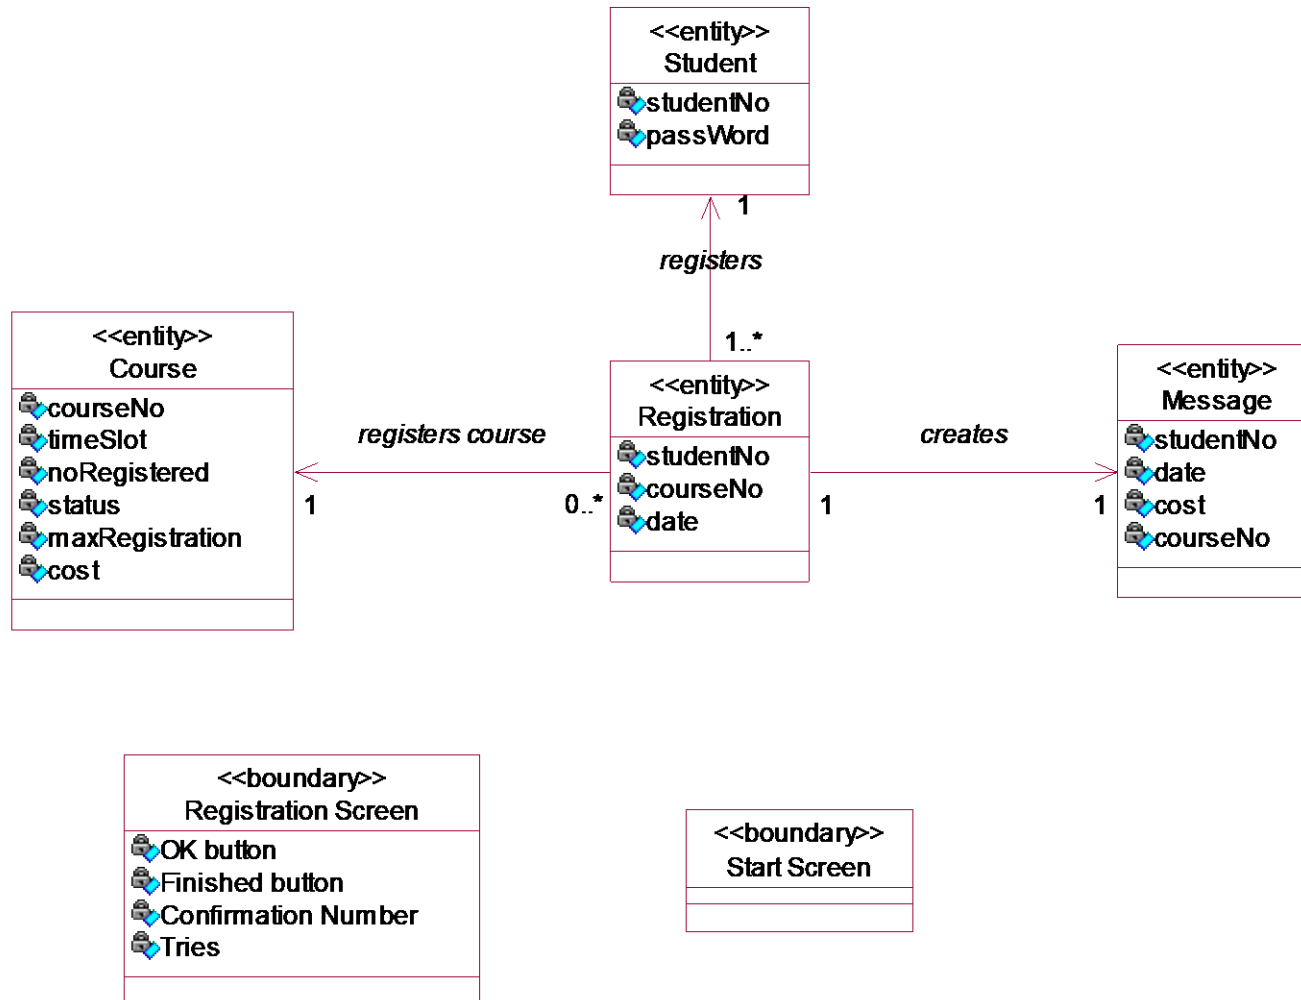 <<entity>>
Student
studentNo
passWord
1
registers
1..*
<<entity>>
Course
courseNo
timeSlot
noRegistered
status
maxRegistration
cost
registers course
1
0..*
<<entity>>
Registration
studentNo
courseNo
date
creates
1
1
<<entity>>
Message
studentNo
date
cost
courseNo
<<boundary>>
Registration Screen
OK button
Finished button
Confirmation Number
Tries
<<boundary>>
Start Screen